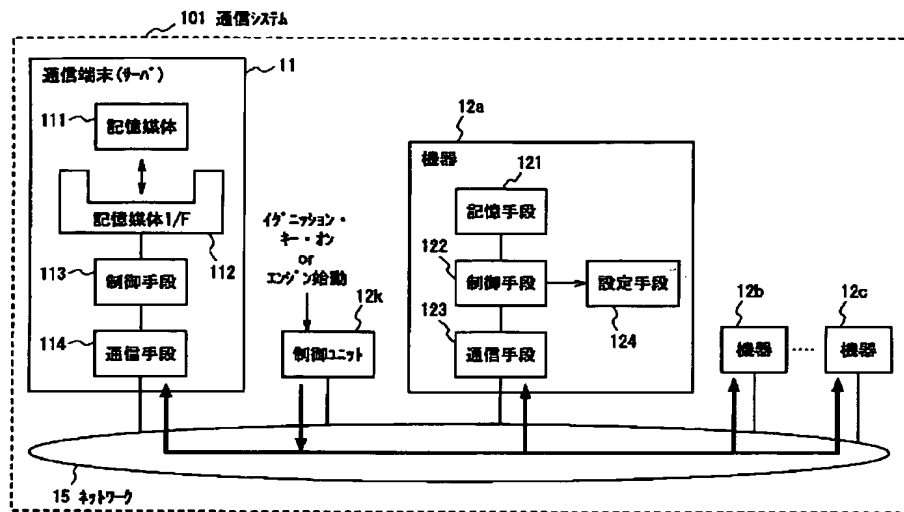 101 通信ｼｽﾃﾑ
通信端末(ｻｰﾊﾞ)
11
111
記憶媒体
記憶媒体I/F
112
113
制御手段
114
通信手段
ｲｸﾞﾆｯｼｮﾝ・
ｷｰ・ｵﾝ
or
ｴﾝｼﾞﾝ始動
12k
制御ﾕﾆｯﾄ
12a
機器
121
記憶手段
122
制御手段
設定手段
124
123
通信手段
12b
機器
12c
機器
15 ﾈｯﾄﾜｰｸ